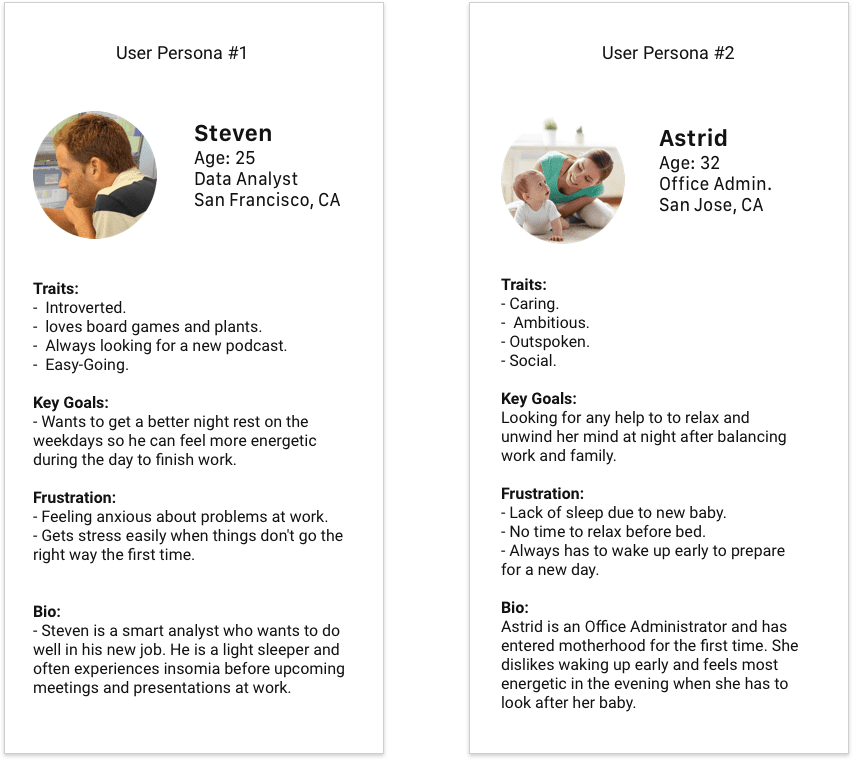 User Persona #1
Steven
Age: 25
Data Analyst
San Francisco, CA
Traits:
- Introverted.
- loves board games and plants.
- Always looking for a new podcast.
- Easy-Going.
Key Goals:
- Wants to get a better night rest on the
weekdays so he can feel more energetic
during the day to finish work.
Frustration:
- Feeling anxious about problems at work.
- Gets stress easily when things don't go the
right way the first time.
Bio:
- Steven is a smart analyst who wants to do
well in his new job. He is a light sleeper and
often experiences insomia before upcoming
meetings and presentations at work.
User Persona #2
Astrid
Age: 32
Office Admin.
San Jose, CA
Traits:
- Caring.
- Ambitious.
- Outspoken.
- Social.
Key Goals:
Looking for any help to to relax and
unwind her mind at night after balancing
work and family.
Frustration:
- Lack of sleep due to new baby.
- No time to relax before bed.
- Always has to wake up early to prepare
for a new day.
Bio:
Astrid is an Office Administrator and has
entered motherhood for the first time. She
dislikes waking up early and feels most
energetic in the evening when she has to
look after her baby.